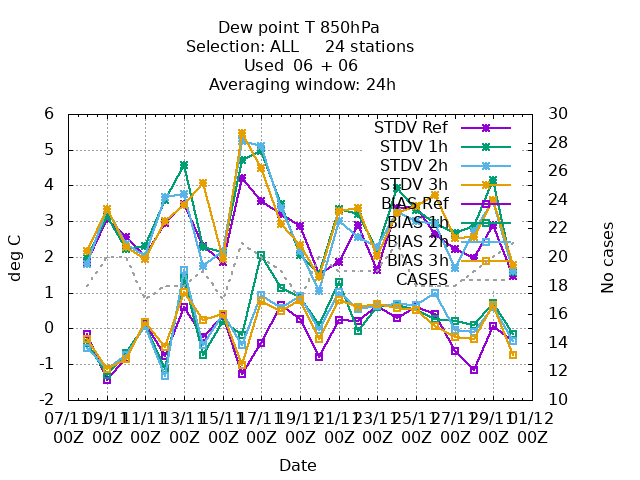 Dew point T 850hPa
Selection: ALL 24 stations
Used 06 + 06
Averaging window: 24h
6 30
5 28
4 26
3 24
2 22
1 20
0 18
-1 16
-2 14
12
10
deg C
No cases
STDV Ref
STDV 1h
STDV 2h
STDV 3h
BIAS Ref
BIAS 1h
BIAS 2h
BIAS 3h
CASES
07/11 09/11 11/11 13/11 15/11 17/11 19/11 21/11 23/11 25/11 27/11 29/11 01/12
00Z 00Z 00Z 00Z 00Z 00Z 00Z 00Z 00Z 00Z 00Z 00Z 00Z
Date